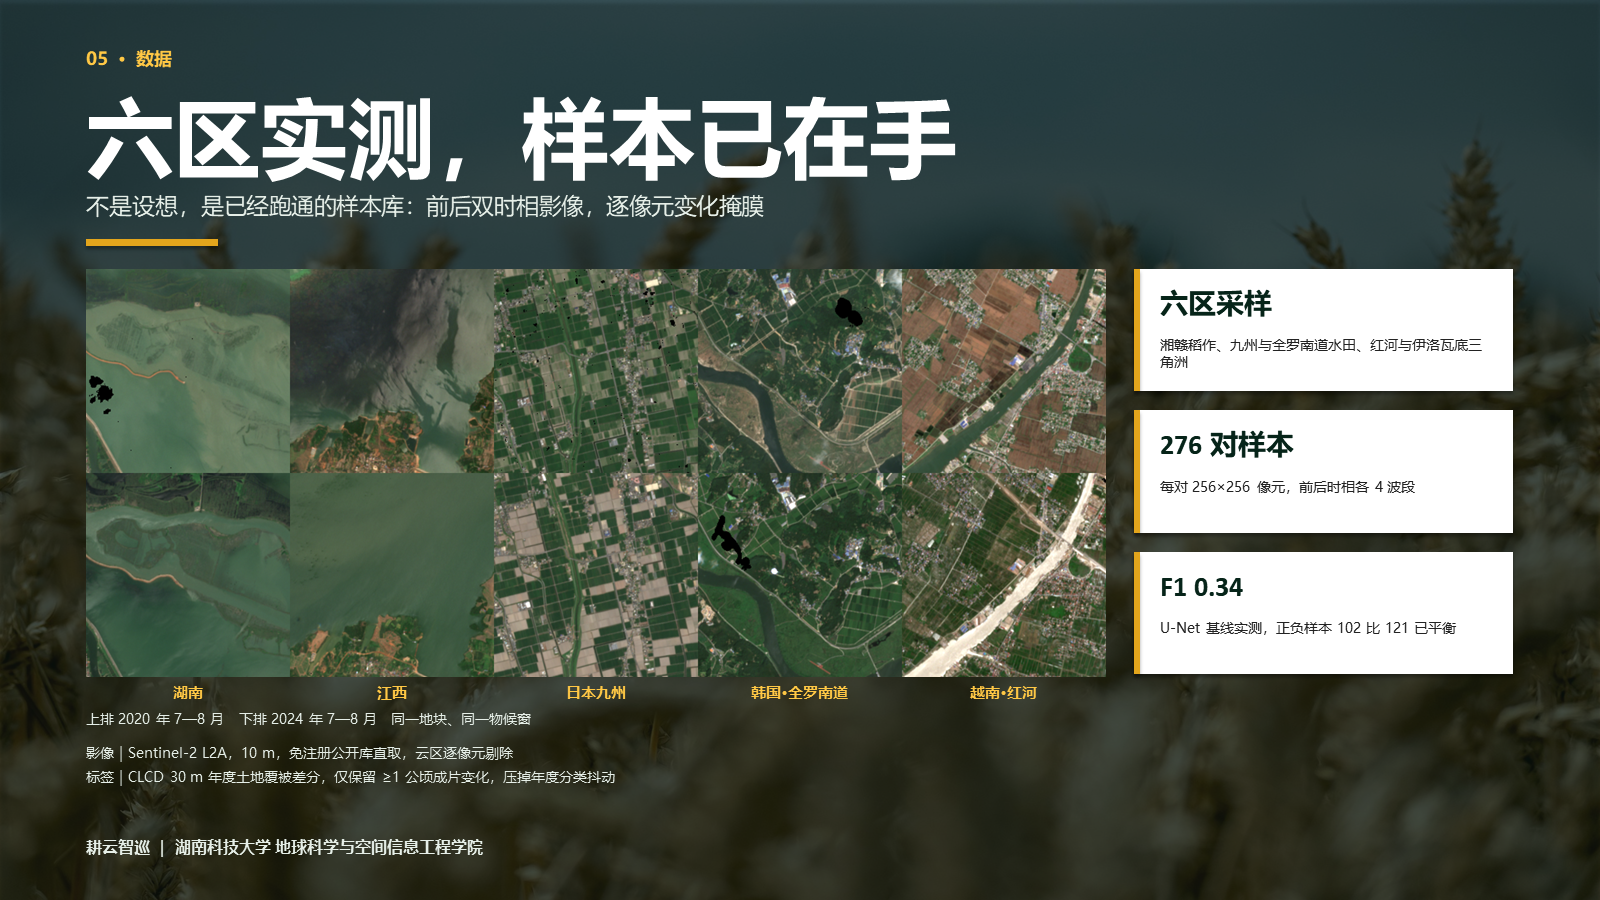 05 • 数据
六区实测，样本已在手
不是设想，是已经跑通的样本库：前后双时相影像，逐像元变化掩膜
六区采样
湘赣稻作、九州与全罗南道水田、红河与伊洛瓦底三
角洲
276 对样本
每对 256×256 像元，前后时相各 4 波段
F1 0.34
U-Net 基线实测，正负样本 102 比 121 已平衡
湖南
江西
日本九州
韩国·全罗南道
越南·红河
上排 2020 年 7—8 月　下排 2024 年 7—8 月　同一地块、同一物候窗
影像 | Sentinel-2 L2A，10 m，免注册公开库直取，云区逐像元剔除
标签 | CLCD 30 m 年度土地覆被差分，仅保留 ≥1 公顷成片变化，压掉年度分类抖动
耕云智巡 | 湖南科技大学 地球科学与空间信息工程学院